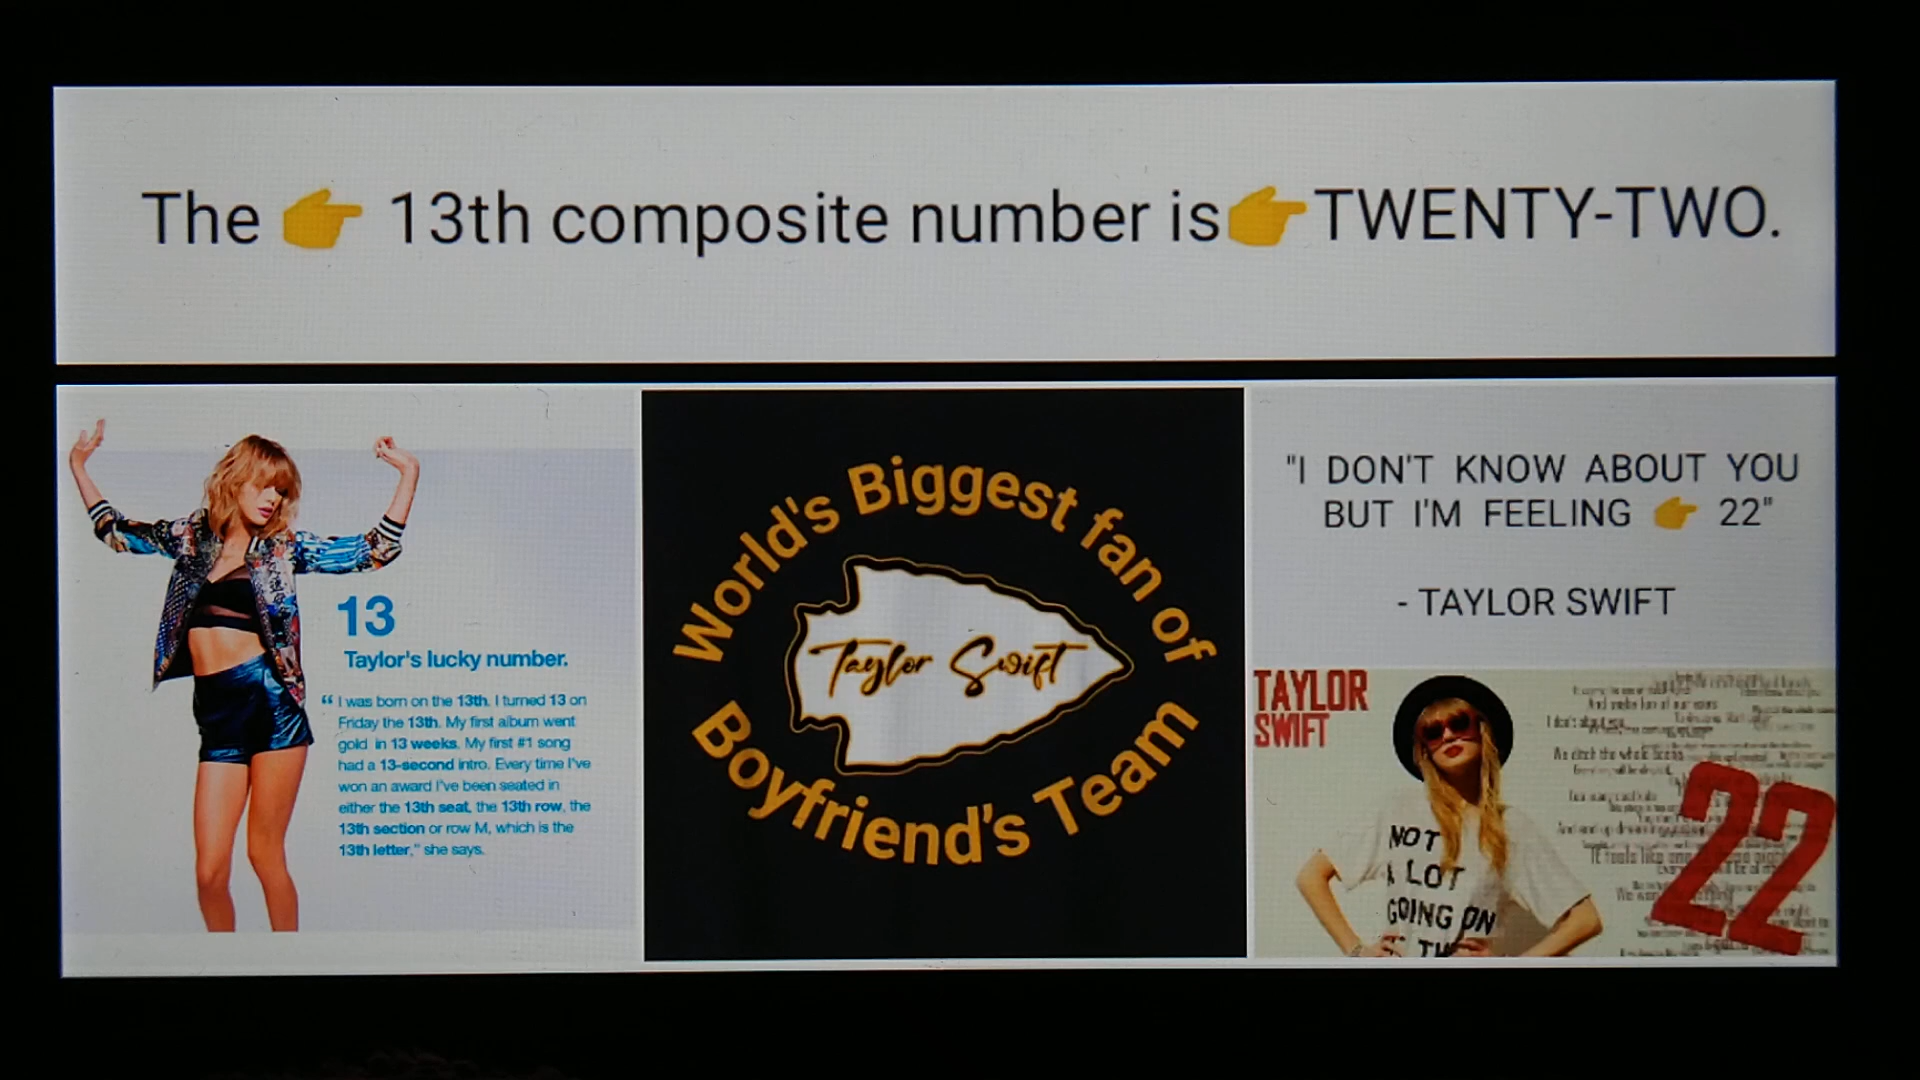 The 👉 13th composite number is👉TWENTY-TWO.
13
Taylor's lucky number.
“ I was born on the 13th. I turned 13 on
Friday the 13th. My first album went
gold in 13 weeks. My first #1 song
had a 13-second intro. Every time I've
won an award I've been seated in
either the 13th seat, the 13th row, the
13th section or row M, which is the
13th letter," she says.
World's Biggest fan of
Taylor Swift
Boyfriend's Team
"I DON'T KNOW ABOUT YOU
BUT I'M FEELING 👉 22"
- TAYLOR SWIFT
TAYLOR
SWIFT
NOT
A LOT
GOING ON
22